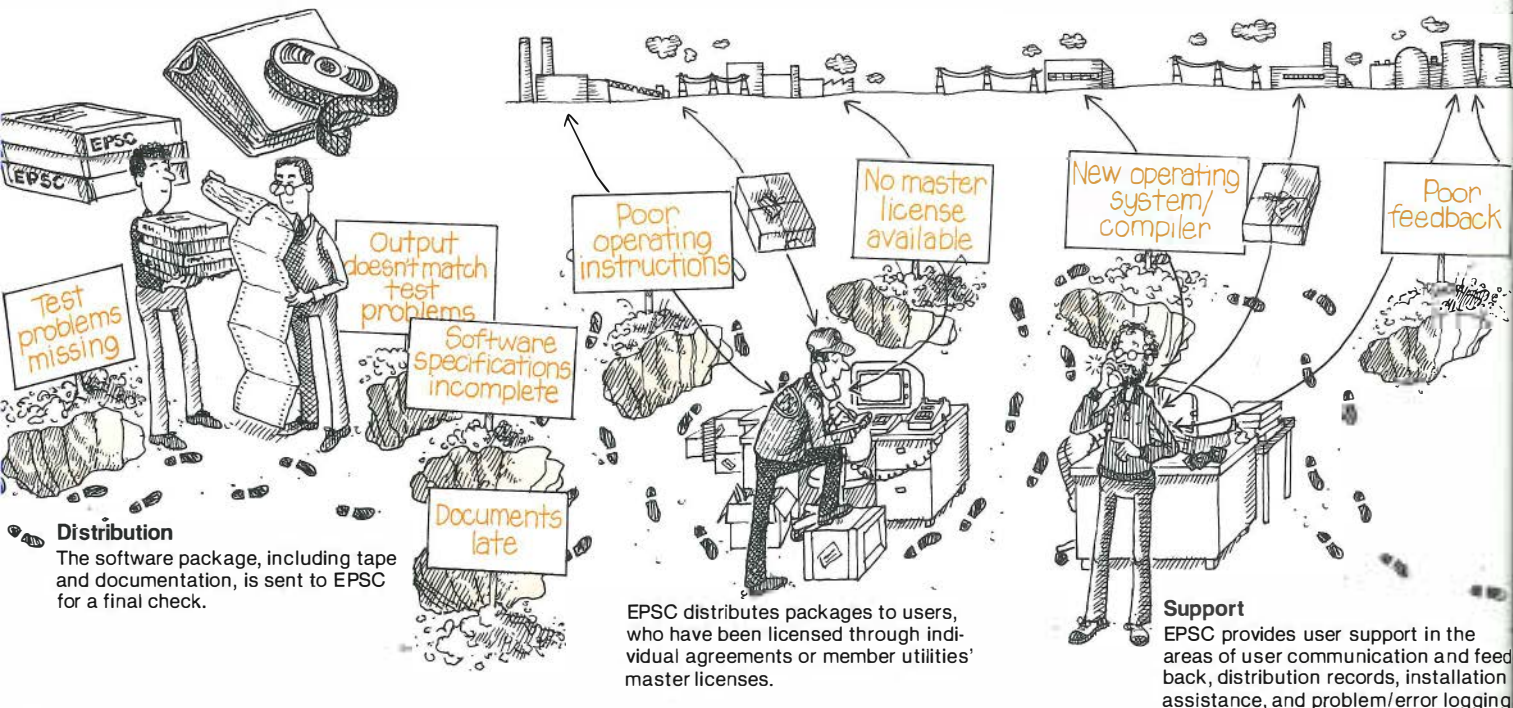 EPSC
EPSC
Test
problems
missing
Output
doesn't match
test
problems
Software
specifications
incomplete
Documents
late
Distribution
The software package, including tape
and documentation, is sent to EPSC
for a final check.
Poor
operating
instructions
No master
license
available
EPSC distributes packages to users,
who have been licensed through indi-
vidual agreements or member utilities'
master licenses.
New operating
system/
compiler
Poor
feedback
Support
EPSC provides user support in the
areas of user communication and feed
back, distribution records, installation
assistance, and problem/error logging